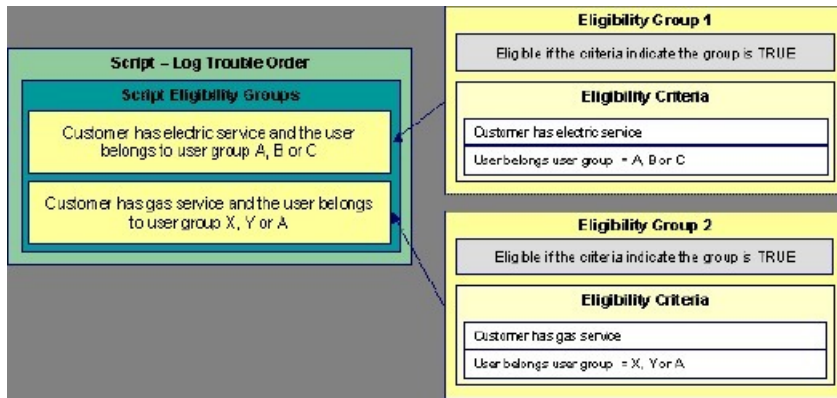 Script – Log Trouble Order
Script Eligibility Groups
Customer has electric service and the user
belongs to user group A, B or C
Customer has gas service and the user belongs
to user group X, Y or A
Eligibility Group 1
Eligible if the criteria indicate the group is TRUE
Eligibility Criteria
Customer has electric service
User belongs user group = A, B or C
Eligibility Group 2
Eligible if the criteria indicate the group is TRUE
Eligibility Criteria
Customer has gas service
User belongs user group = X, Y or A